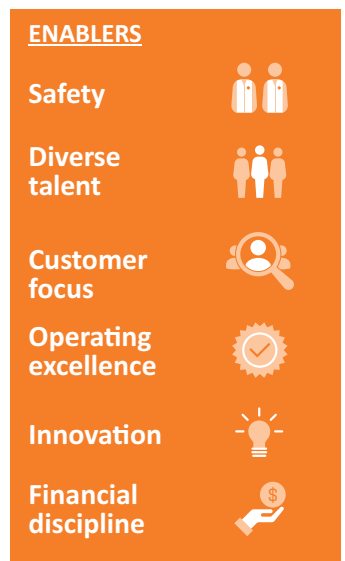 ENABLERS
Safety
Diverse
talent
Customer
focus
Operating
excellence
Innovation
Financial
discipline
$